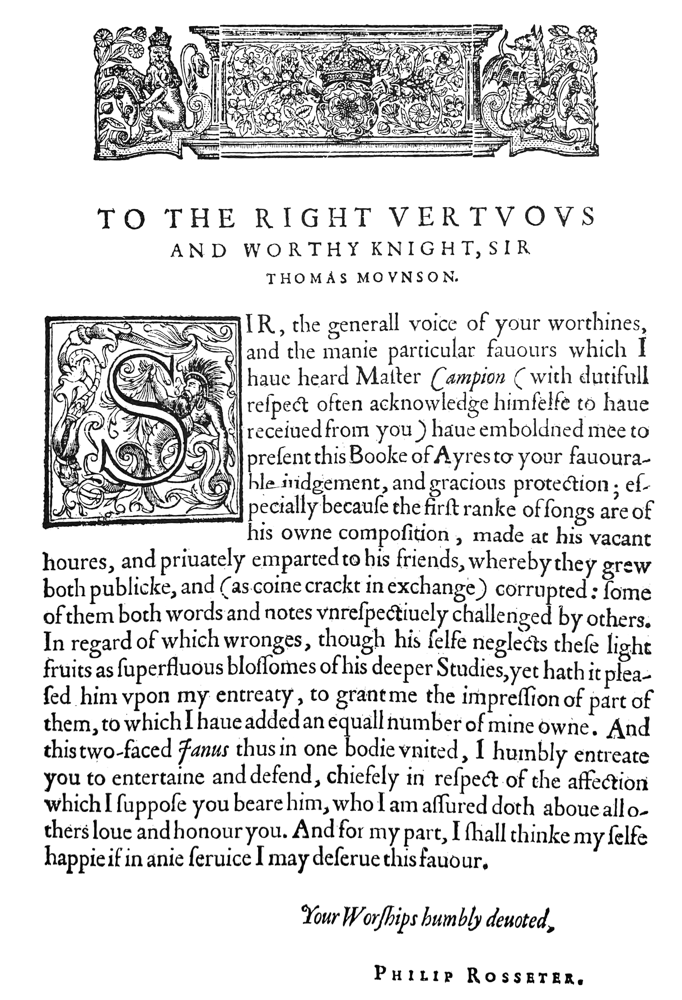 TO THE RIGHT VERTVOVS
AND WORTHY KNIGHT, SIR
THOMAS MOVNSON.
SIR, the generall voice of your worthines,
and the manie particular fauours which I
haue heard Maſter Campion (with dutifull
reſpect often acknowledge himſelfe to haue
receiued from you) haue emboldned mee to
preſent this Booke of Ayres to your fauoura-
ble iudgement, and gracious protection; eſ-
pecially becauſe the firſt ranke of ſongs are of
his owne compoſition, made at his vacant
houres, and priuately emparted to his friends, whereby they grew
both publicke, and (as coine crackt in exchange) corrupted: ſome
of them both words and notes vnreſpectiuely challenged by others.
In regard of which wronges, though his ſelfe neglects theſe light
fruits as ſuperfluous bloſſomes of his deeper Studies, yet hath it plea-
ſed him vpon my entreaty, to grant me the impreſſion of part of
them, to which I haue added an equall number of mine owne. And
this two-faced Janus thus in one bodie vnited, I humbly entreate
you to entertaine and defend, chiefely in reſpect of the affection
which I ſuppoſe you beare him, who I am aſſured doth aboue all o-
thers loue and honour you. And for my part, I ſhall thinke my ſelfe
happie if in anie ſeruice I may deſerue this fauour.
Your Worſhips humbly deuoted,
PHILIP ROSSETER.